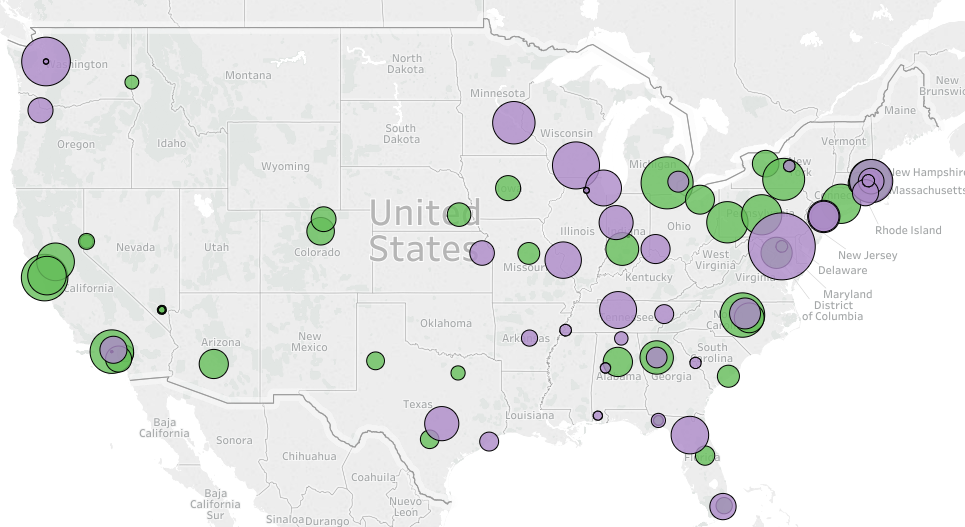 North
Dakota
Montana
Minnesota
New
Brunswick
Maine
South
Dakota
Wisconsin
Vermont
Oregon
Idaho
Wyoming
New Hampshire
Massachusetts
United
States
Illinois
Ohio
Rhode Island
Nevada
Utah
Colorado
Missouri
West
Virginia
Virginia
New Jersey
Delaware
Kentucky
California
Maryland
District
of Columbia
Oklahoma
Arizona
New
Mexico
South
Carolina
Alabama
Georgia
Texas
Louisiana
Baja
California
Sonora
Chihuahua
Coahuila
Baja
California
Sur
Nuevo
Leon
Sinaloa
Durango